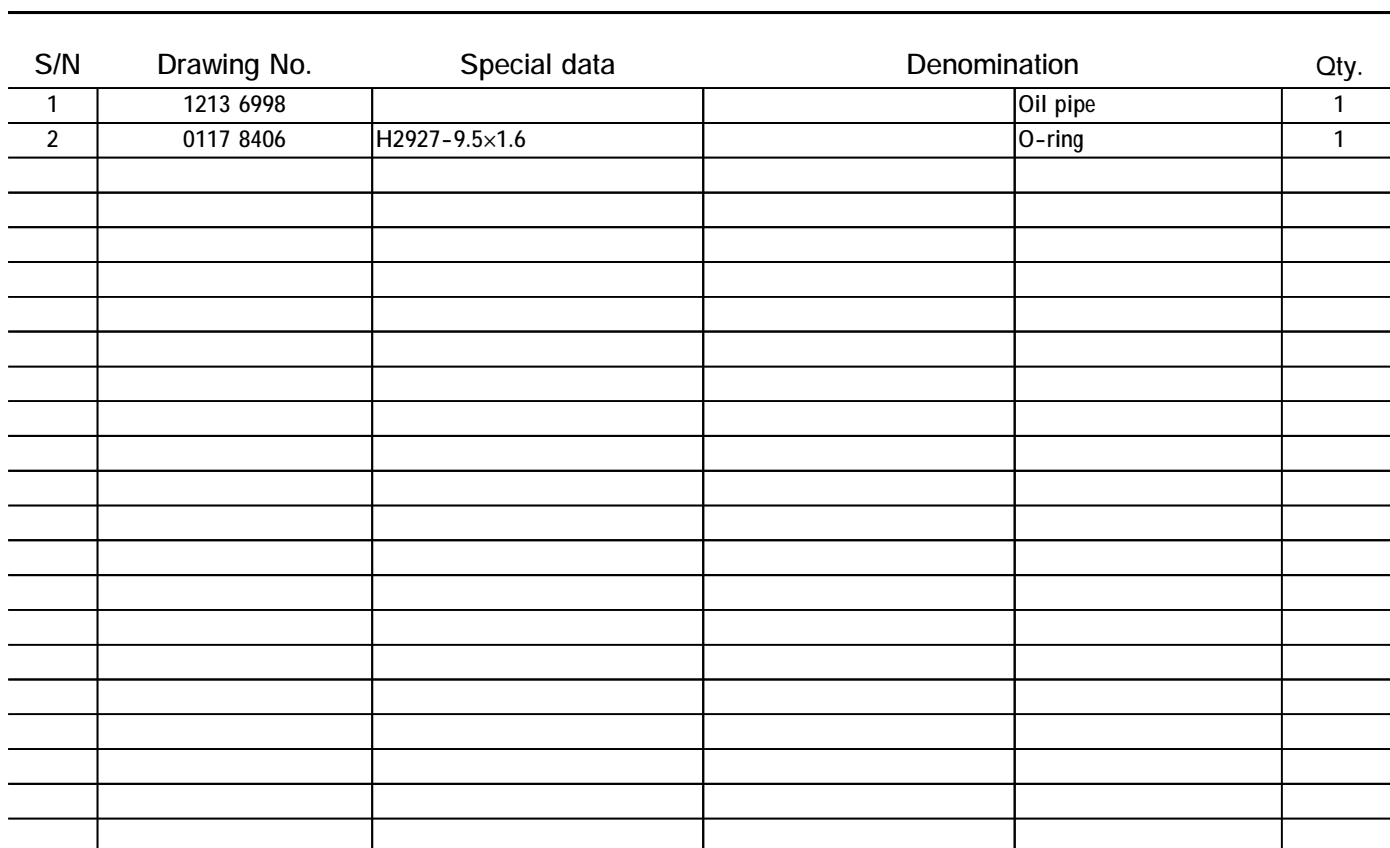 S/N Drawing No. Special data Denomination Qty.
1 1213 6998 Oil pipe 1
2 0117 8406 H2927-9.5×1.6 O-ring 1